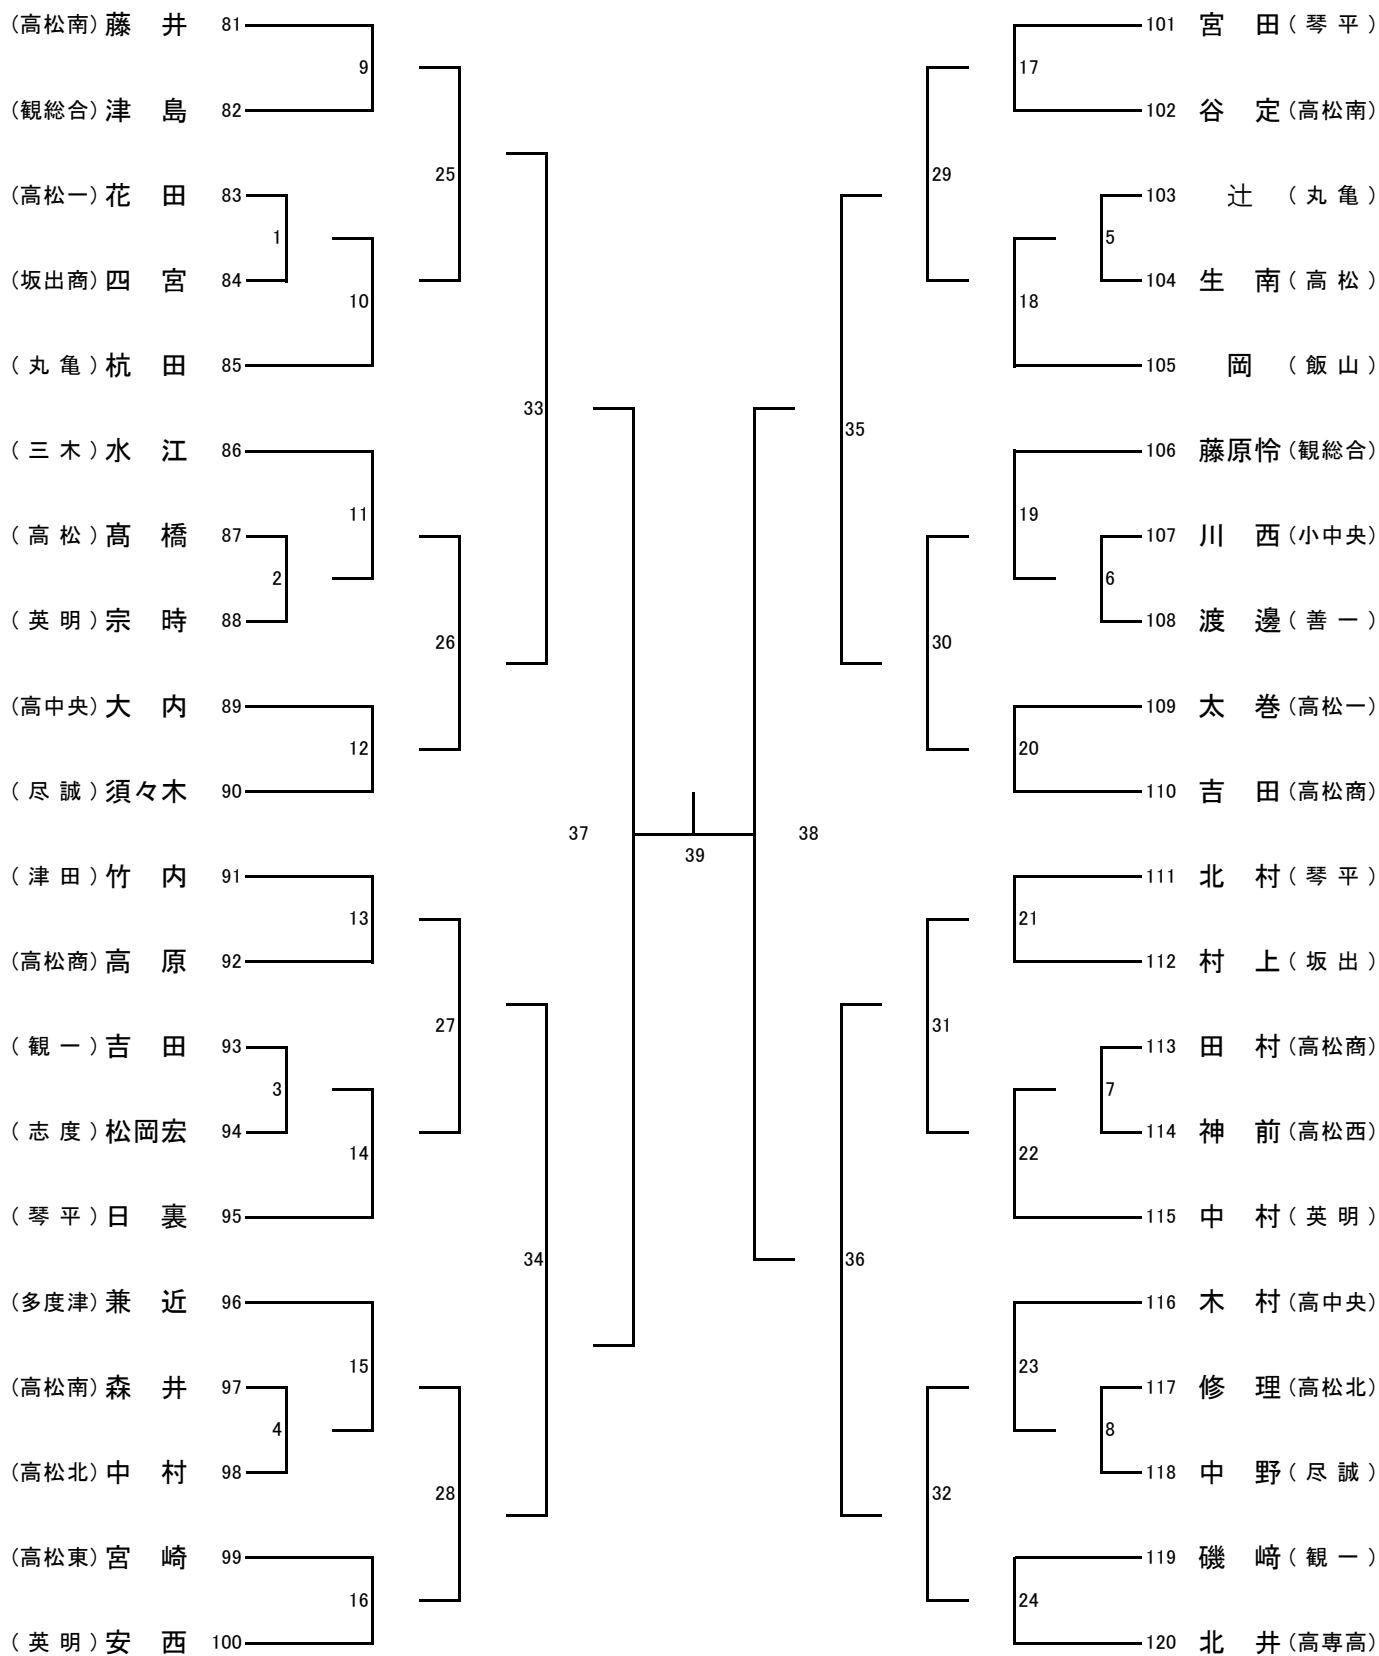 (高松南) 藤 井 81
(観総合) 津 島 82
(高松一) 花 田 83
(坂出商) 四 宮 84
(丸亀) 杭 田 85
(三木) 水 江 86
(高松) 髙 橋 87
(英明) 宗 時 88
(高中央) 大 内 89
(尽誠) 須々木 90
(津田) 竹 内 91
(高松商) 高 原 92
(観一) 吉 田 93
(志度) 松岡宏 94
(琴平) 日 裏 95
(多度津) 兼 近 96
(高松南) 森 井 97
(高松北) 中 村 98
(高松東) 宮 崎 99
(英明) 安 西 100
1
2
3
4
9
10
11
12
13
14
15
16
25
26
27
28
33
34
37
39
38
35
36
29
30
31
32
17
18
19
20
21
22
23
24
5
6
7
8
101 宮 田 (琴平)
102 谷 定 (高松南)
103 辻 (丸亀)
104 生 南 (高松)
105 岡 (飯山)
106 藤原怜 (観総合)
107 川 西 (小中央)
108 渡 邊 (善一)
109 太 巻 (高松一)
110 吉 田 (高松商)
111 北 村 (琴平)
112 村 上 (坂出)
113 田 村 (高松商)
114 神 前 (高松西)
115 中 村 (英明)
116 木 村 (高中央)
117 修 理 (高松北)
118 中 野 (尽誠)
119 磯 﨑 (観一)
120 北 井 (高専高)